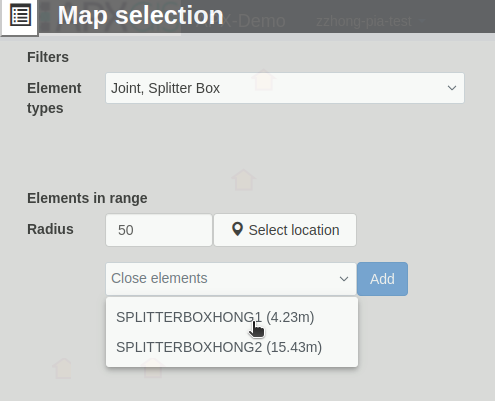 Map selection
X-Demo
zzhong-pia-test
Filters
Element types
Joint, Splitter Box
Elements in range
Radius
50
Select location
Close elements
Add
SPLITTERBOXHONG1 (4.23m)
SPLITTERBOXHONG2 (15.43m)